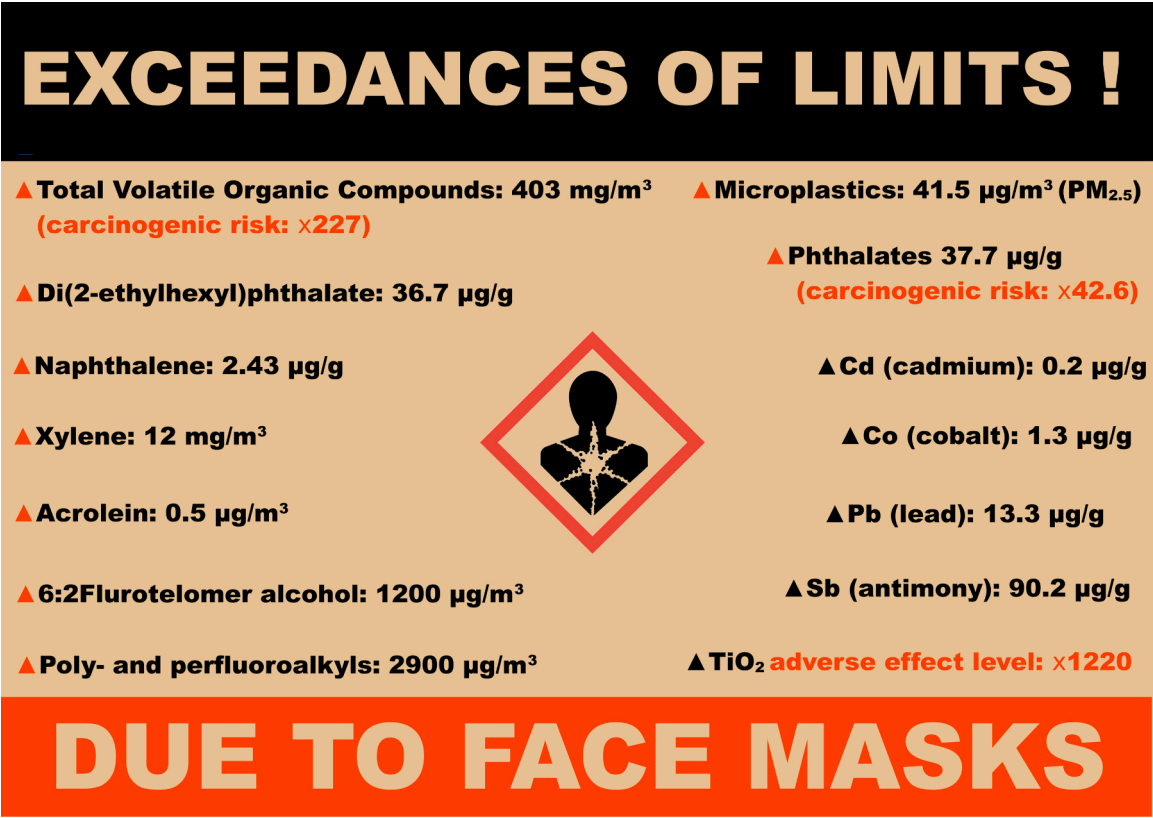 EXCEEDANCES OF LIMITS !
▲Total Volatile Organic Compounds: 403 mg/m³
(carcinogenic risk: x227)
▲Di(2-ethylhexyl)phthalate: 36.7 µg/g
▲Naphthalene: 2.43 µg/g
▲Xylene: 12 mg/m³
▲Acrolein: 0.5 µg/m³
▲6:2Flurotelomer alcohol: 1200 µg/m³
▲Poly- and perfluoroalkyls: 2900 µg/m³
▲Microplastics: 41.5 µg/m³ (PM₂.₅)
▲Phthalates 37.7 µg/g
(carcinogenic risk: x42.6)
▲Cd (cadmium): 0.2 µg/g
▲Co (cobalt): 1.3 µg/g
▲Pb (lead): 13.3 µg/g
▲Sb (antimony): 90.2 µg/g
▲TiO₂ adverse effect level: x1220
DUE TO FACE MASKS